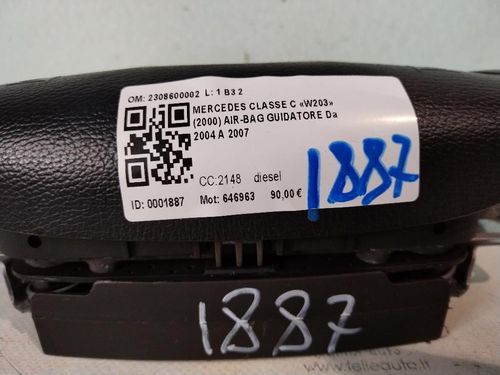 OM: 2308600002 L: 1 B3 2
MERCEDES CLASSE C «W203»
(2000) AIR-BAG GUIDATORE Da
2004 A 2007
1887
CC:2148 diesel
ID: 0001887 Mot: 646963 90,00 €
1887